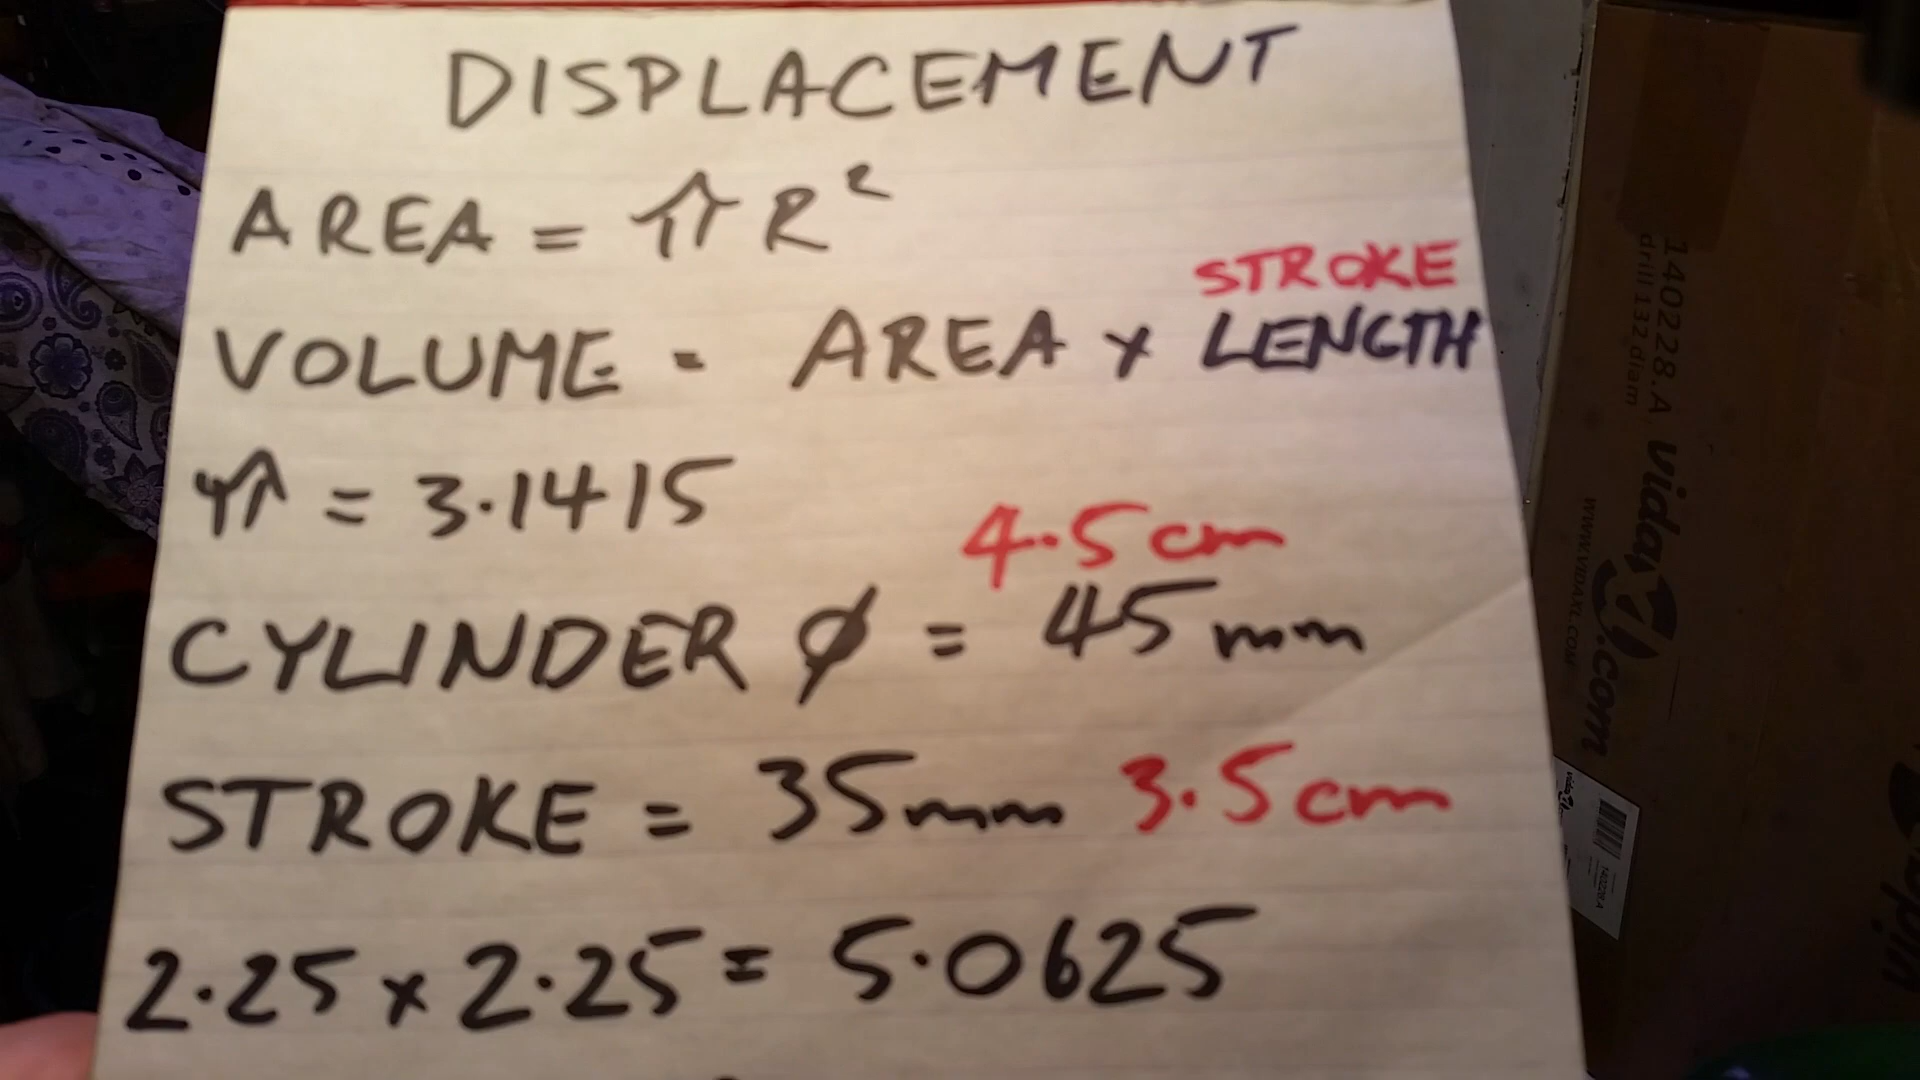 DISPLACEMENT
AREA = π R²
STROKE
VOLUME = AREA x LENGTH
π = 3.1415
4.5cm
CYLINDER ø = 45mm
STROKE = 35mm 3.5cm
2.25 x 2.25 = 5.0625
140228.A
drill 132 diam
vidaXL.com
WWW.VIDAXL.COM